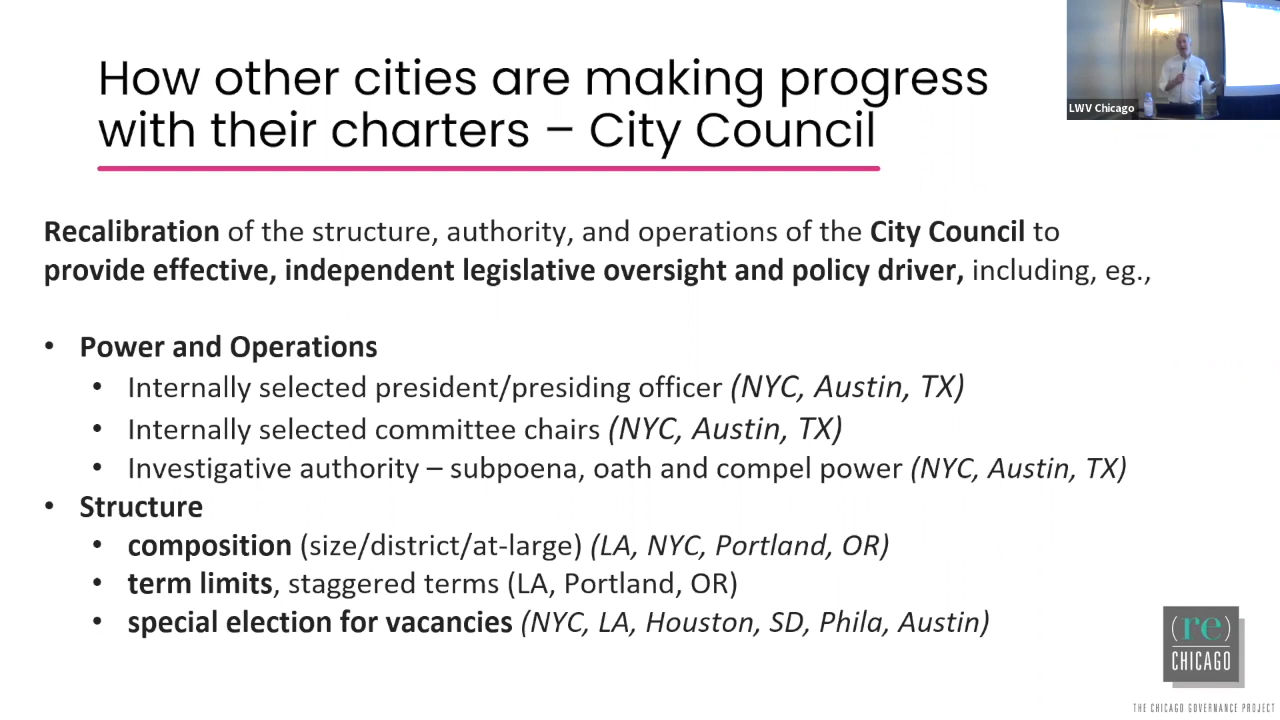 How other cities are making progress
with their charters – City Council
LWV Chicago
Recalibration of the structure, authority, and operations of the City Council to
provide effective, independent legislative oversight and policy driver, including, eg.,
• Power and Operations
• Internally selected president/presiding officer (NYC, Austin, TX)
• Internally selected committee chairs (NYC, Austin, TX)
• Investigative authority – subpoena, oath and compel power (NYC, Austin, TX)
• Structure
• composition (size/district/at-large) (LA, NYC, Portland, OR)
• term limits, staggered terms (LA, Portland, OR)
• special election for vacancies (NYC, LA, Houston, SD, Phila, Austin)
(re)
CHICAGO
THE CHICAGO GOVERNANCE PROJECT